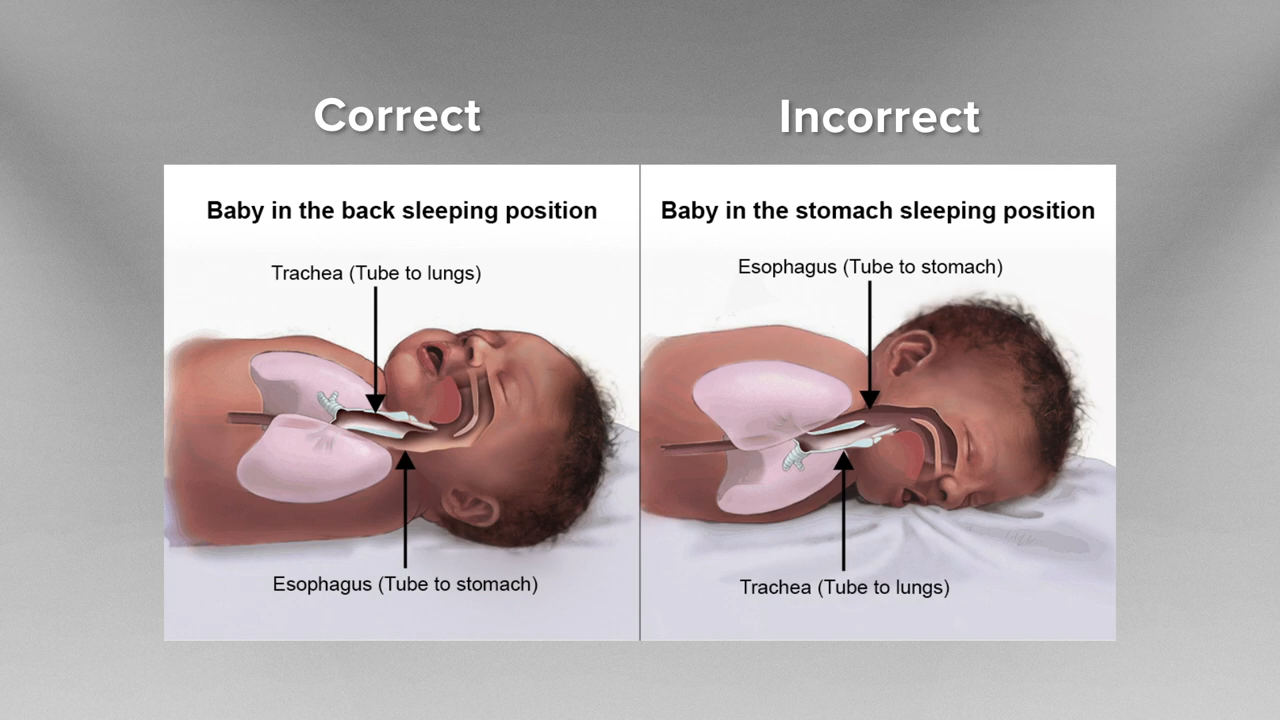 Correct
Incorrect
Baby in the back sleeping position
Trachea (Tube to lungs)
Esophagus (Tube to stomach)
Baby in the stomach sleeping position
Esophagus (Tube to stomach)
Trachea (Tube to lungs)